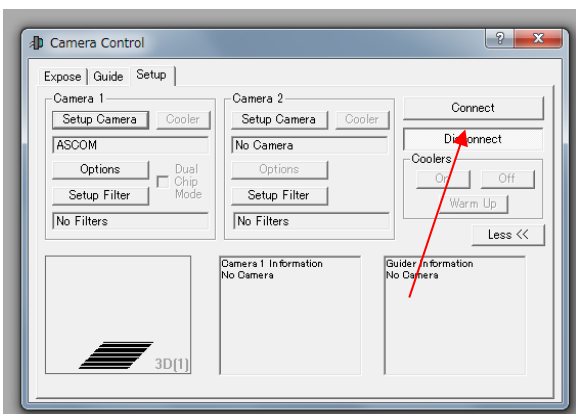 Camera Control
Expose Guide Setup
Camera 1
Setup Camera Cooler
ASCOM
Options Dual Chip Mode
Setup Filter
No Filters
Camera 2
Setup Camera Cooler
No Camera
Options
Setup Filter
No Filters
Connect
Disconnect
Coolers
On Off
Warm Up
Less <<
3D(1)
Camera 1 Information
No Camera
Guider Information
No Camera